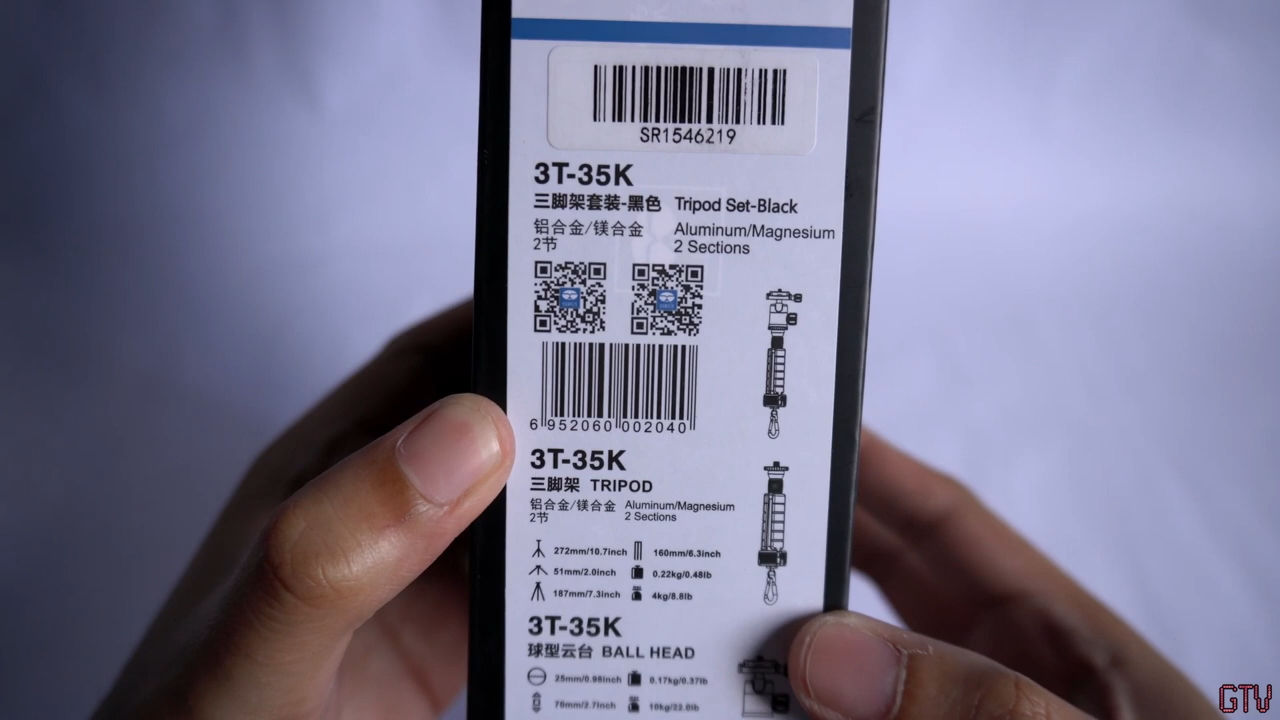 SR1546219
3T-35K
三脚架套装-黑色 Tripod Set-Black
铝合金/镁合金 Aluminum/Magnesium
2节 2 Sections
6 952060 002040
3T-35K
三脚架 TRIPOD
铝合金/镁合金 Aluminum/Magnesium
2节 2 Sections
272mm/10.7inch 160mm/6.3inch
51mm/2.0inch 0.22kg/0.48lb
187mm/7.3inch 4kg/8.8lb
3T-35K
球型云台 BALL HEAD
25mm/0.98inch 0.17kg/0.37lb
70mm/2.7inch 10kg/22.0lb
GTV